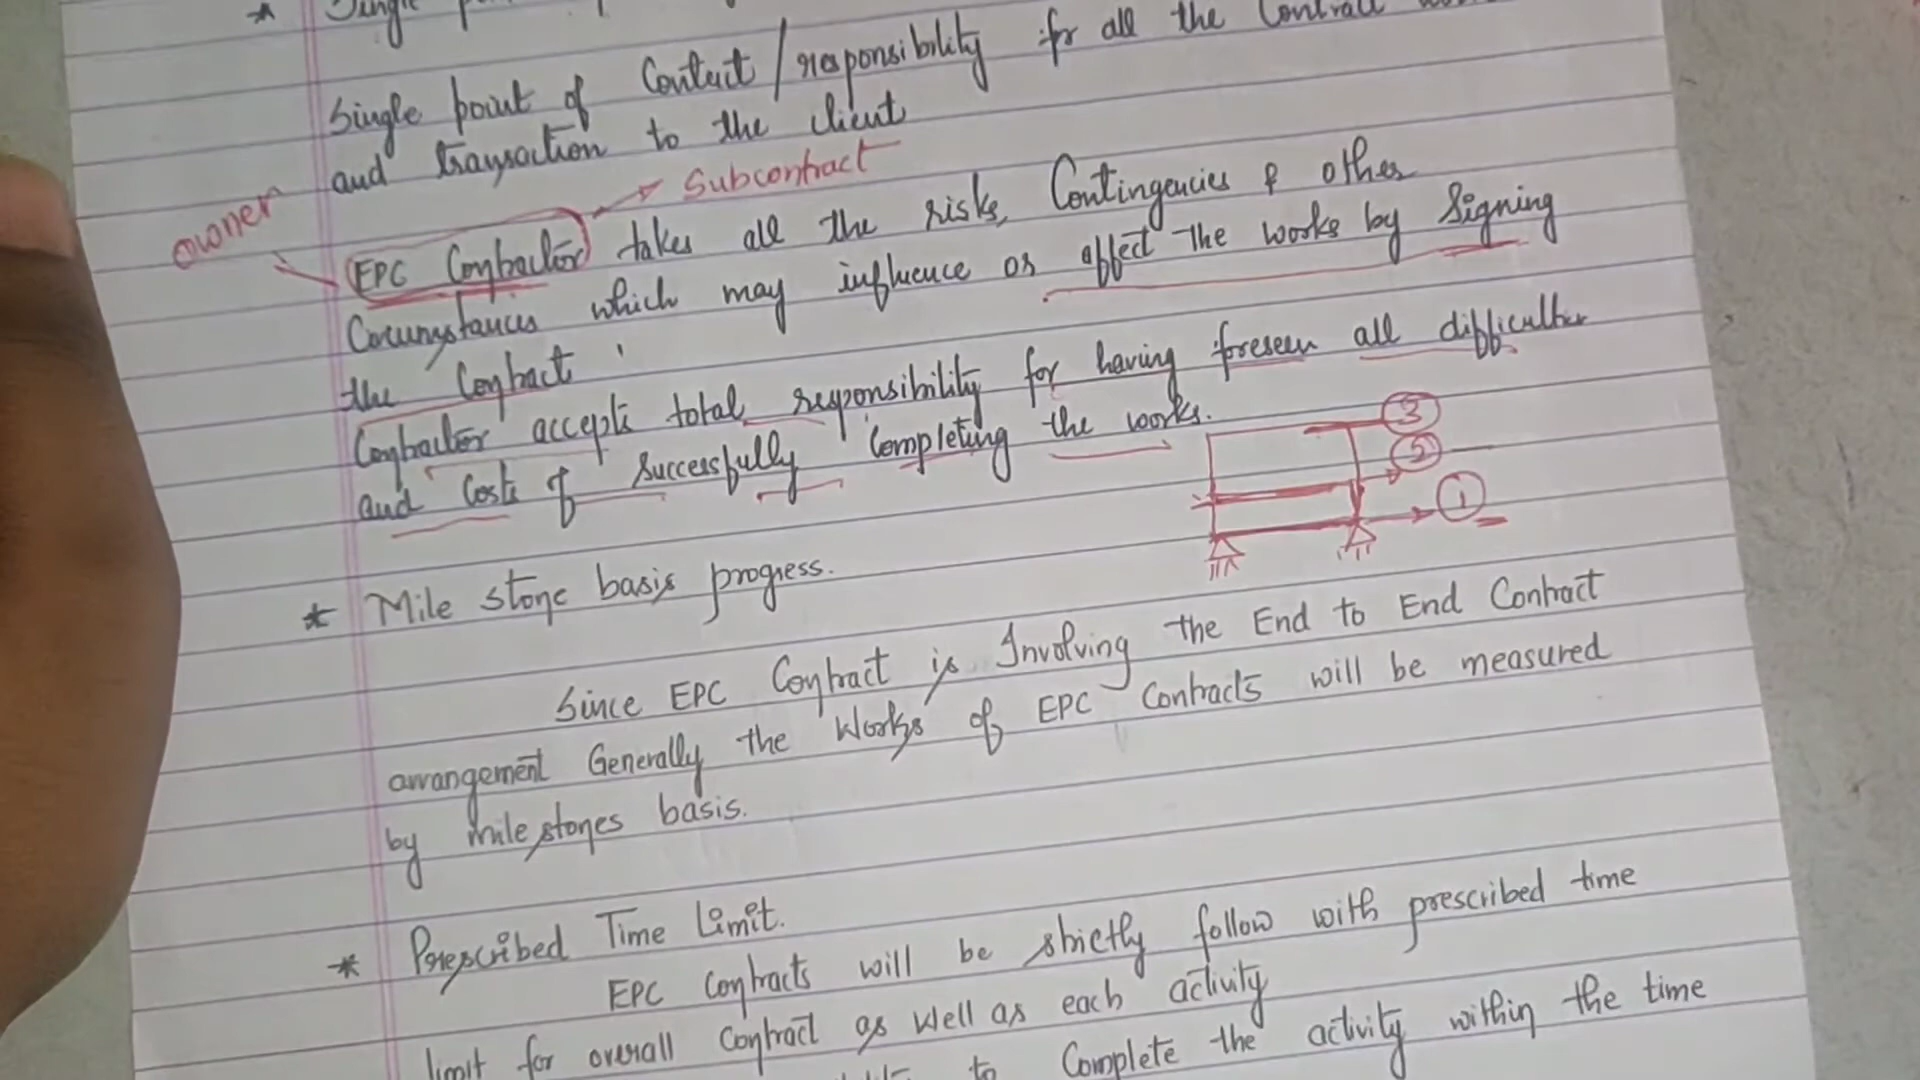 * Single
Single point of Contact / responsibility for all the Contract
and transaction to the client
Subcontract
owner
EPC Contractor takes all the risks, Contingencies & other
Circumstances which may influence or affect the works by Signing
the Contract.
Contractor accepts total responsibility for having foreseen all difficulties
and Costs of successfully Completing the works.
3
2
1
* Mile stone basis progress.
Since EPC Contract is Involving the End to End Contract
arrangement Generally the Works of EPC Contracts will be measured
by milestones basis.
* Prescribed Time Limit.
EPC Contracts will be strictly follow with prescribed time
limit for overall Contract as well as each activity
to Complete the activity within the time